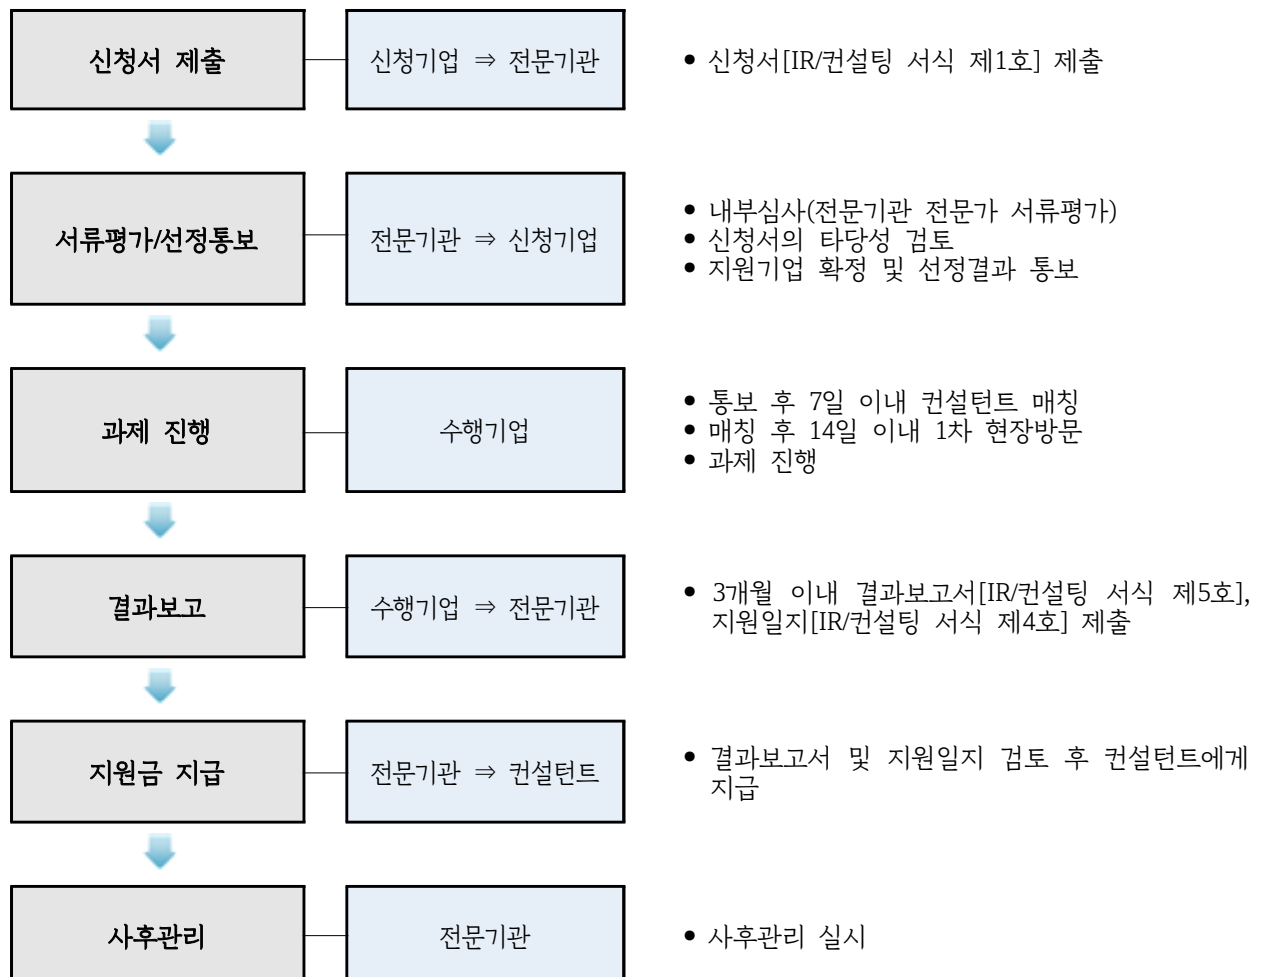 신청서 제출
신청기업 ⇒ 전문기관
• 신청서[IR/컨설팅 서식 제1호] 제출
서류평가/선정통보
전문기관 ⇒ 신청기업
• 내부심사(전문기관 전문가 서류평가)
• 신청서의 타당성 검토
• 지원기업 확정 및 선정결과 통보
과제 진행
수행기업
• 통보 후 7일 이내 컨설턴트 매칭
• 매칭 후 14일 이내 1차 현장방문
• 과제 진행
결과보고
수행기업 ⇒ 전문기관
• 3개월 이내 결과보고서[IR/컨설팅 서식 제5호],
지원일지[IR/컨설팅 서식 제4호] 제출
지원금 지급
전문기관 ⇒ 컨설턴트
• 결과보고서 및 지원일지 검토 후 컨설턴트에게
지급
사후관리
전문기관
• 사후관리 실시